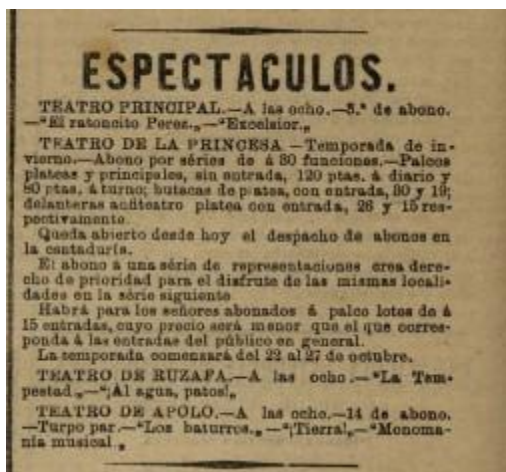 ESPECTACULOS.
TEATRO PRINCIPAL.—A las ocho.—3.ª de abono.
—“El ratoncito Perez.„—“Excelsior.„
TEATRO DE LA PRINCESA—Temporada de in-
vierno.—Abono por séries de á 30 funciones.—Palcos
plateas y principales, sin entrada, 120 ptas. á diario y
80 ptas. á turno; butacas de platea, con entrada, 30 y 19;
delanteras anfiteatro platea con entrada, 26 y 15 res-
pectivamente.
Queda abierto desde hoy el despacho de abonos en
la contaduría.
El abono a una série de representaciones crea dere-
cho de prioridad para el disfrute de las mismas locali-
dades en la série siguiente
Habrá para los señores abonados á palco lotes de á
15 entradas, cuyo precio será menor que el que corres-
ponda á las entradas del público en general.
La temporada comenzará del 22 al 27 de octubre.
TEATRO DE RUZAFA.—A las ocho.—“La Tem-
pestad.„—“¡Al agua, patos!„
TEATRO DE APOLO.—A las ocho.—14 de abono.
—Turpo par.—“Los baturros.„—“¡Tierra!„—“Monoma-
nía musical.„